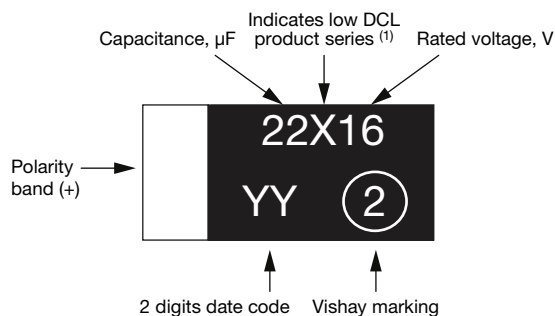 Indicates low DCL
product series (1)
Capacitance, µF
Rated voltage, V
22X16
Polarity
band (+)
YY
2
2 digits date code
Vishay marking